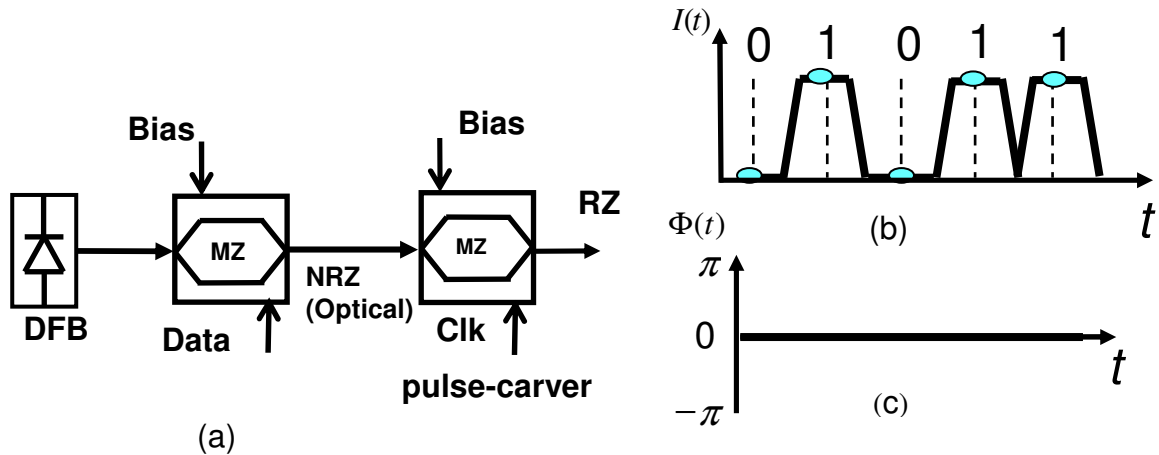 Bias
Bias
DFB
MZ
NRZ
(Optical)
MZ
RZ
Data
Clk
pulse-carver
(a)
I(t)
0 1 0 1 1
t
(b)
Φ(t)
π
0
−π
t
(c)